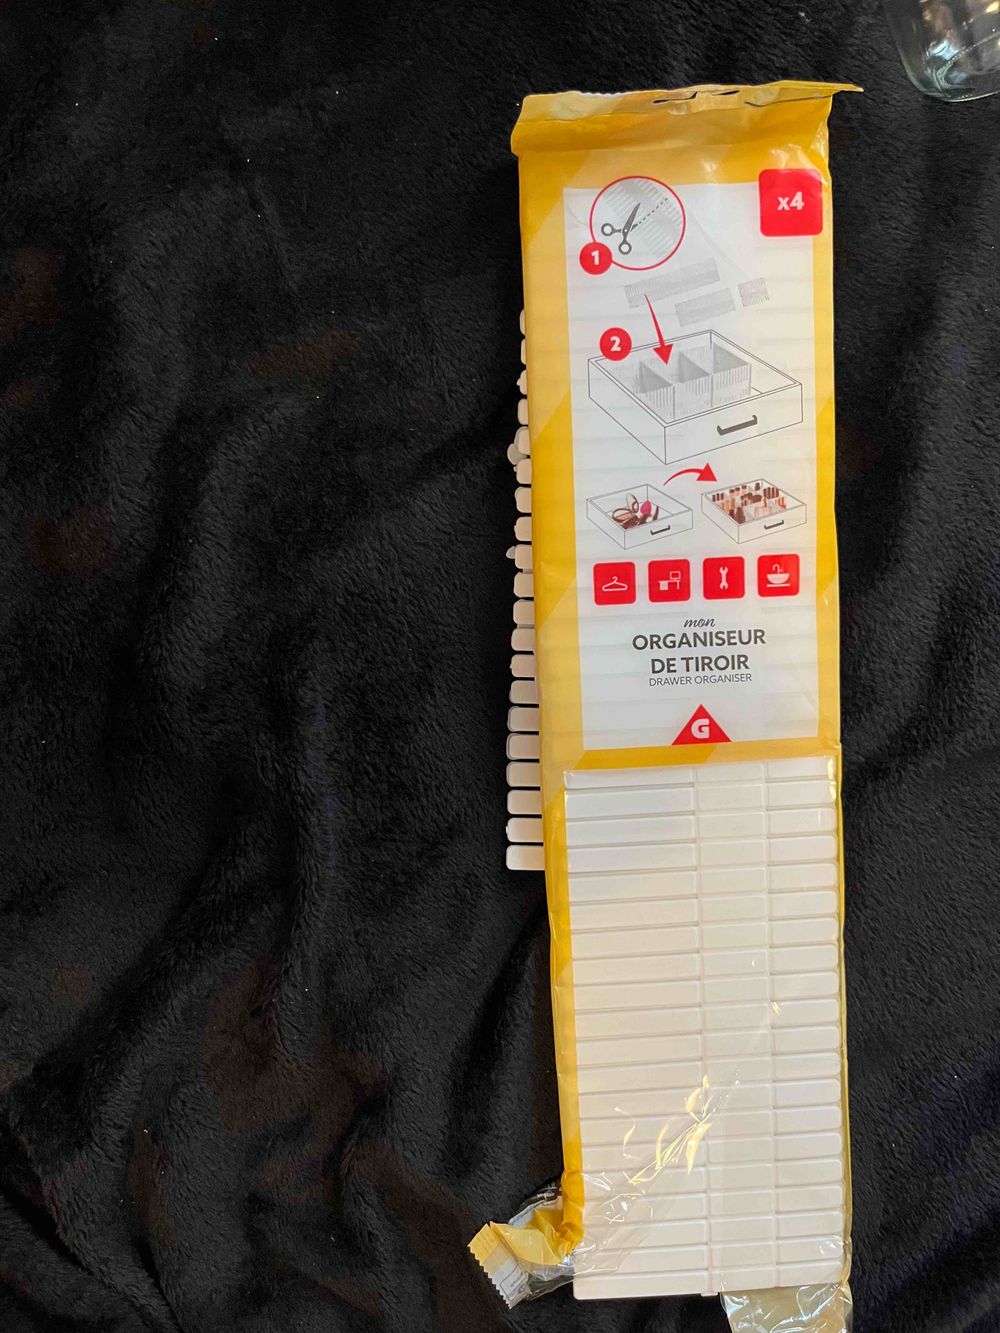 x4
1
2
mon
ORGANISEUR
DE TIROIR
DRAWER ORGANISER
G